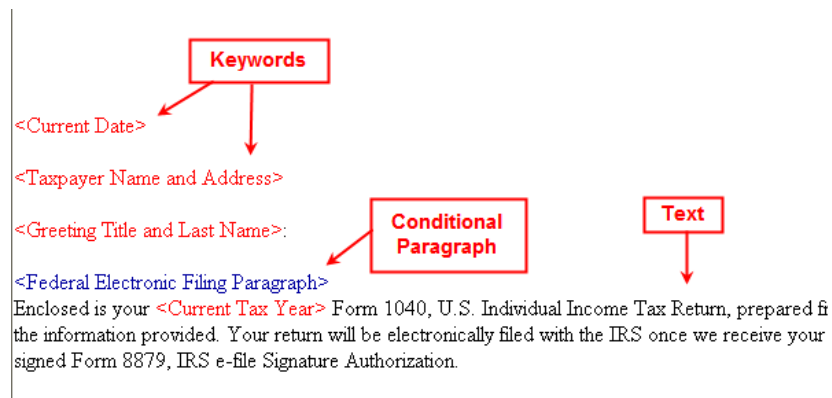 Keywords
<Current Date>
<Taxpayer Name and Address>
<Greeting Title and Last Name>:
Conditional
Paragraph
Text
<Federal Electronic Filing Paragraph>
Enclosed is your <Current Tax Year> Form 1040, U.S. Individual Income Tax Return, prepared
the information provided. Your return will be electronically filed with the IRS once we receive your
signed Form 8879, IRS e-file Signature Authorization.